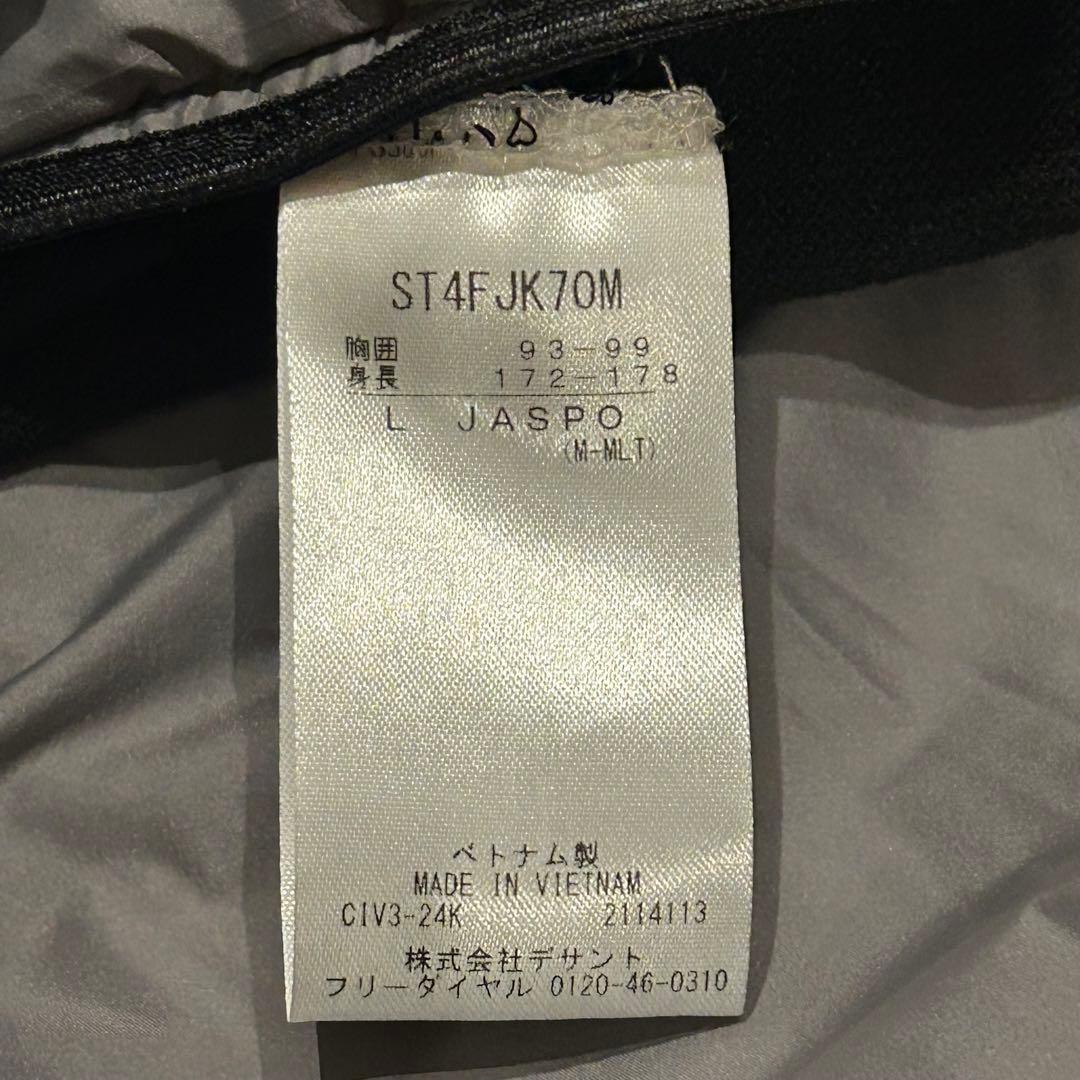 ST4FJK70M
胸囲 93-99
身長 172-178
L JASPO
(M-MLT)
ベトナム製
MADE IN VIETNAM
CIV3-24K 2114113
株式会社デサント
フリーダイヤル 0120-46-0310